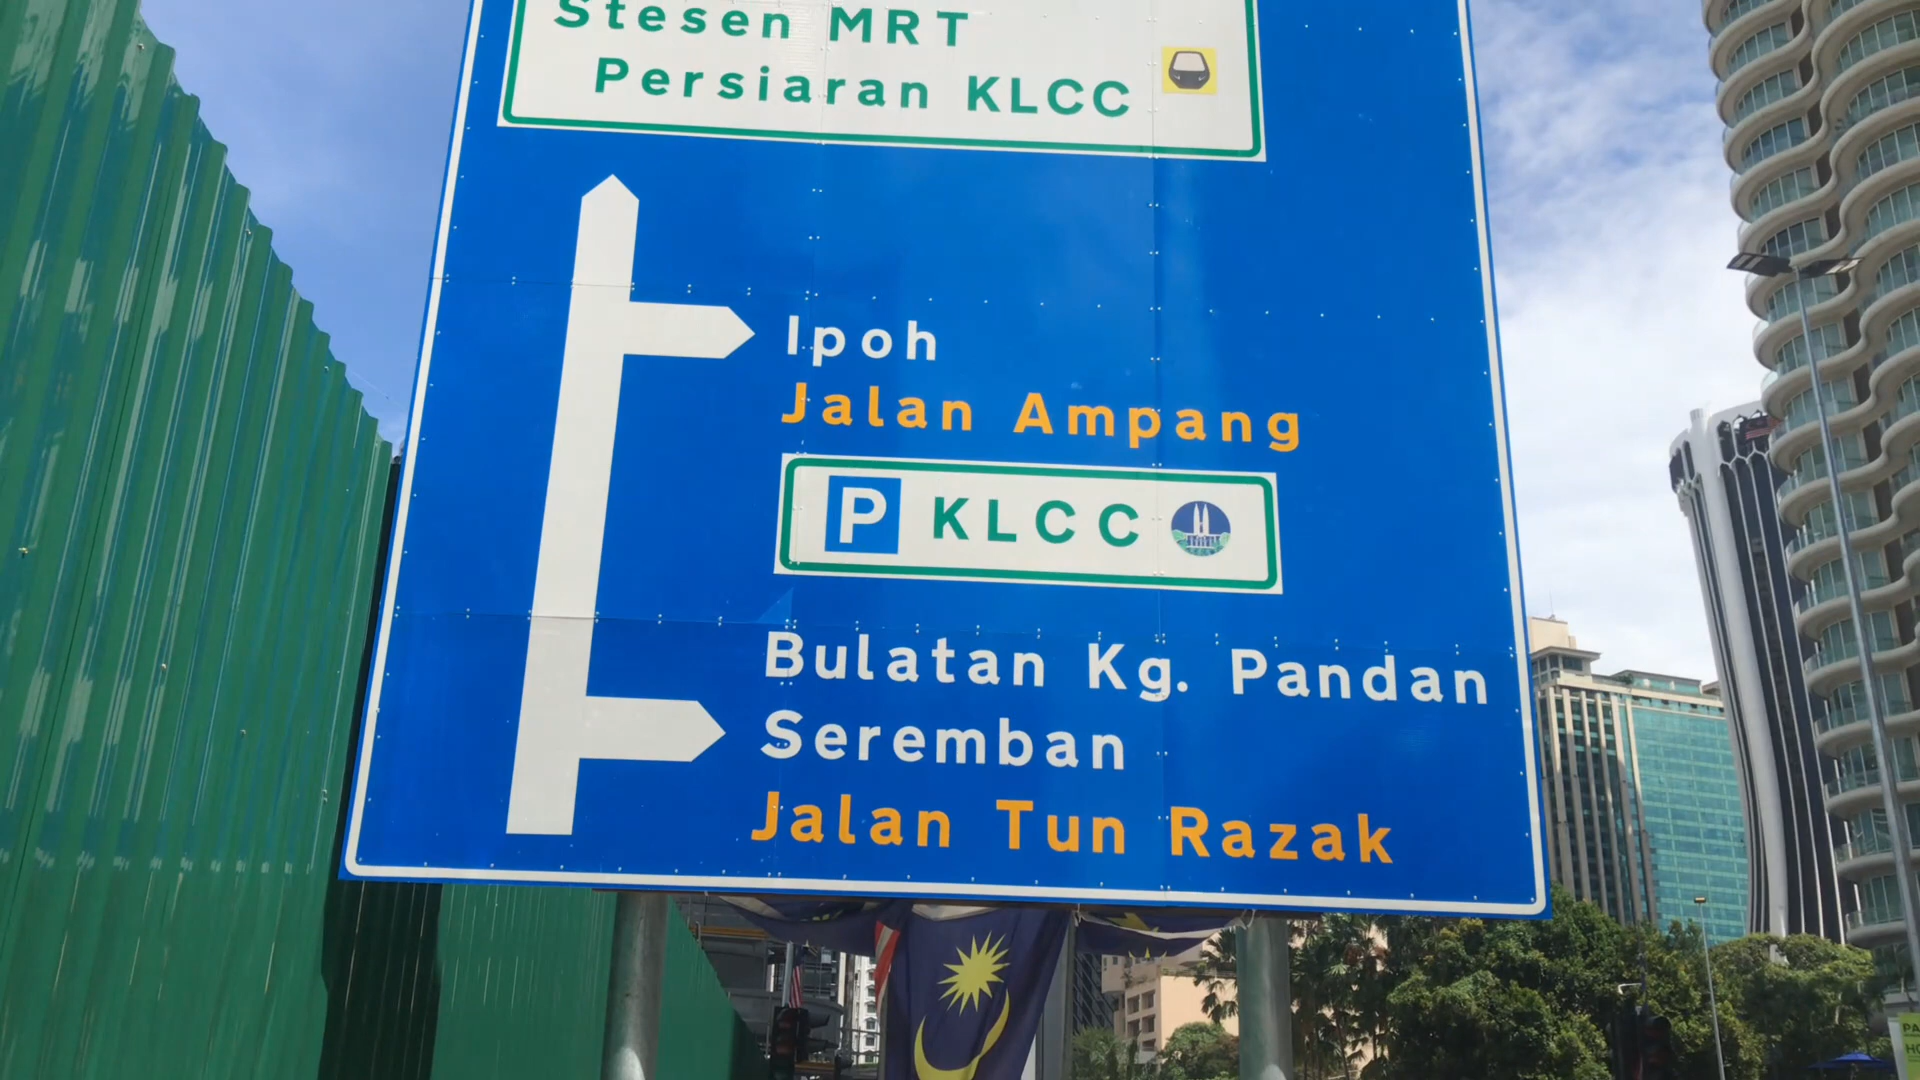 Stesen MRT
Persiaran KLCC
Ipoh
Jalan Ampang
P KLCC
Bulatan Kg. Pandan
Seremban
Jalan Tun Razak